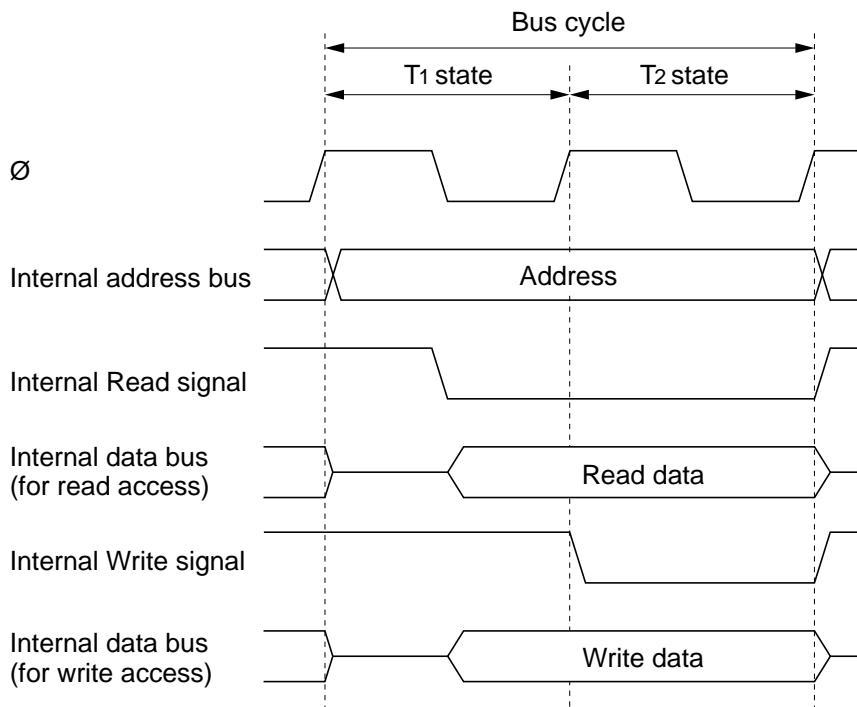 Bus cycle
T1 state
T2 state
Ø
Internal address bus
Address
Internal Read signal
Internal data bus
(for read access)
Read data
Internal Write signal
Internal data bus
(for write access)
Write data